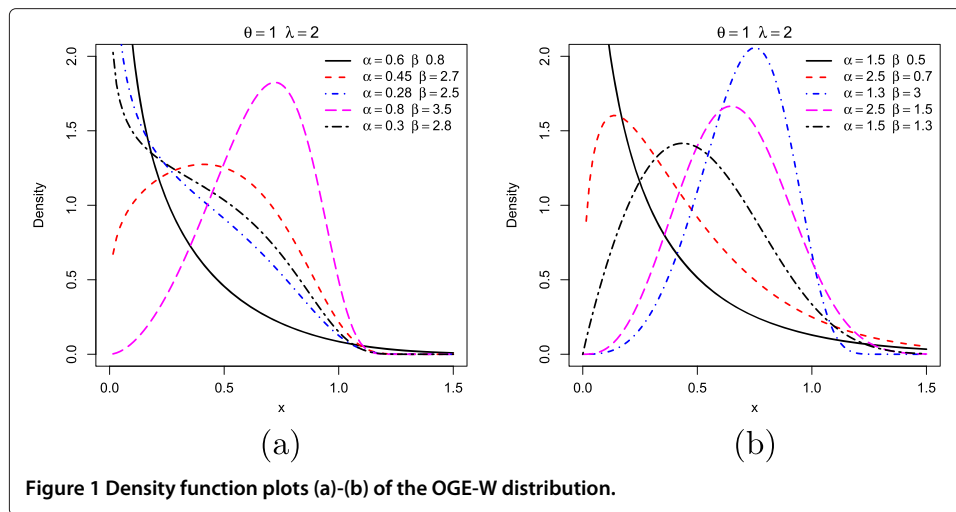 θ = 1 λ = 2
α = 0.6 β 0.8
α = 0.45 β = 2.7
α = 0.28 β = 2.5
α = 0.8 β = 3.5
α = 0.3 β = 2.8
Density
2.0
1.5
1.0
0.5
0.0
0.0 0.5 1.0 1.5
x
(a)
θ = 1 λ = 2
α = 1.5 β 0.5
α = 2.5 β = 0.7
α = 1.3 β = 3
α = 2.5 β = 1.5
α = 1.5 β = 1.3
Density
2.0
1.5
1.0
0.5
0.0
0.0 0.5 1.0 1.5
x
(b)
Figure 1 Density function plots (a)-(b) of the OGE-W distribution.